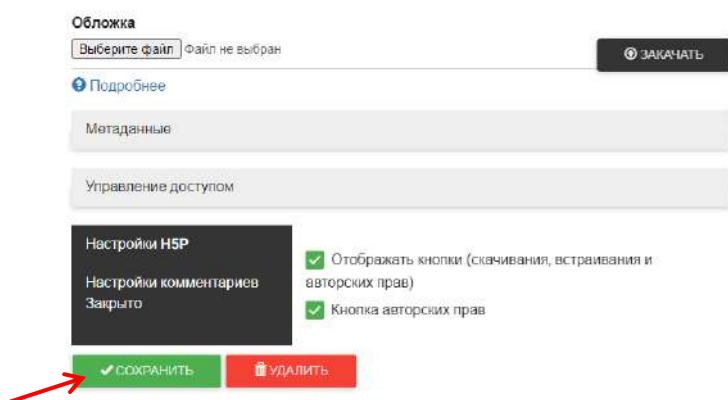 Обложка
Выберите файл Файл не выбран
ЗАКАЧАТЬ
Подробнее
Метаданные
Управление доступом
Настройки H5P
Настройки комментариев
Закрыто
Отображать кнопки (скачивания, встраивания и
авторских прав)
Кнопка авторских прав
СОХРАНИТЬ
УДАЛИТЬ